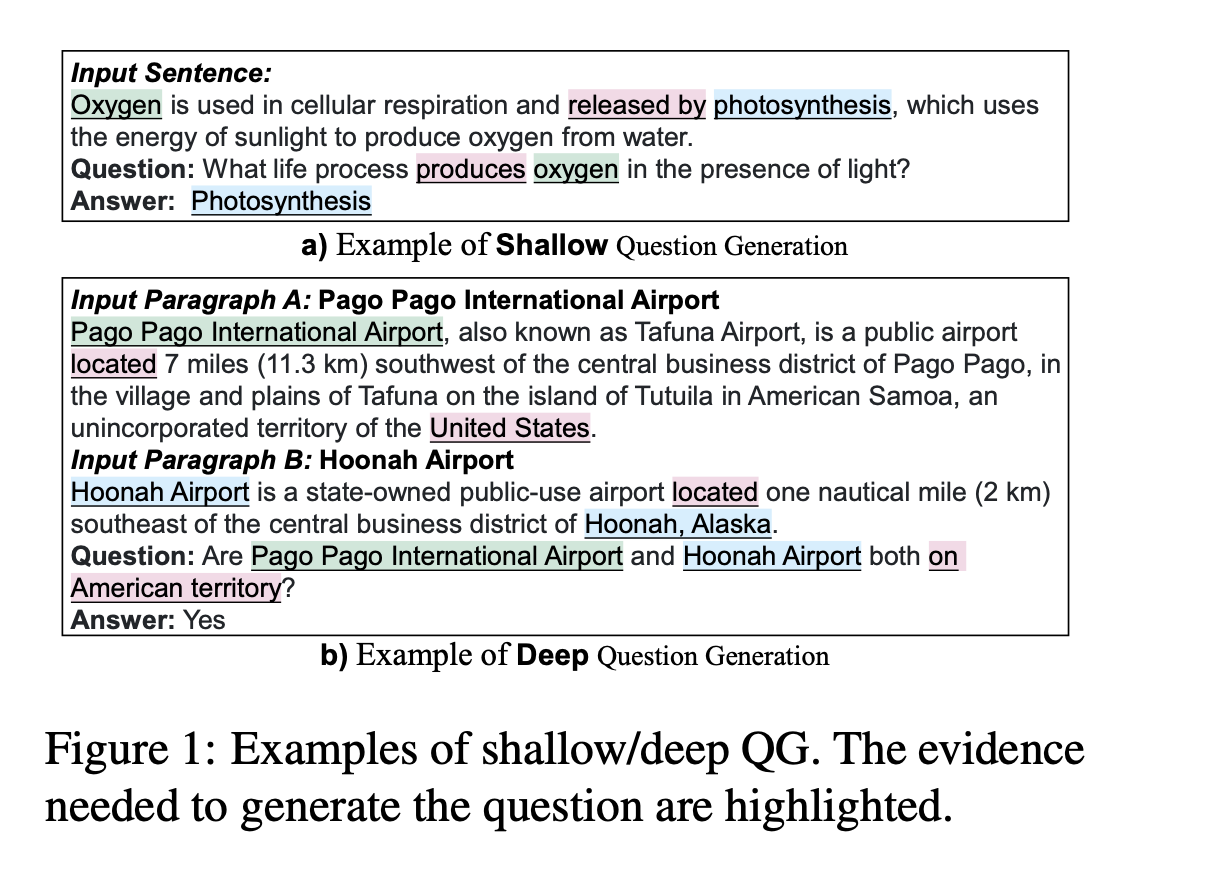 Input Sentence:
Oxygen is used in cellular respiration and released by photosynthesis, which uses
the energy of sunlight to produce oxygen from water.
Question: What life process produces oxygen in the presence of light?
Answer: Photosynthesis
a) Example of Shallow Question Generation
Input Paragraph A: Pago Pago International Airport
Pago Pago International Airport, also known as Tafuna Airport, is a public airport
located 7 miles (11.3 km) southwest of the central business district of Pago Pago, in
the village and plains of Tafuna on the island of Tutuila in American Samoa, an
unincorporated territory of the United States.
Input Paragraph B: Hoonah Airport
Hoonah Airport is a state-owned public-use airport located one nautical mile (2 km)
southeast of the central business district of Hoonah, Alaska.
Question: Are Pago Pago International Airport and Hoonah Airport both on
American territory?
Answer: Yes
b) Example of Deep Question Generation
Figure 1: Examples of shallow/deep QG. The evidence
needed to generate the question are highlighted.